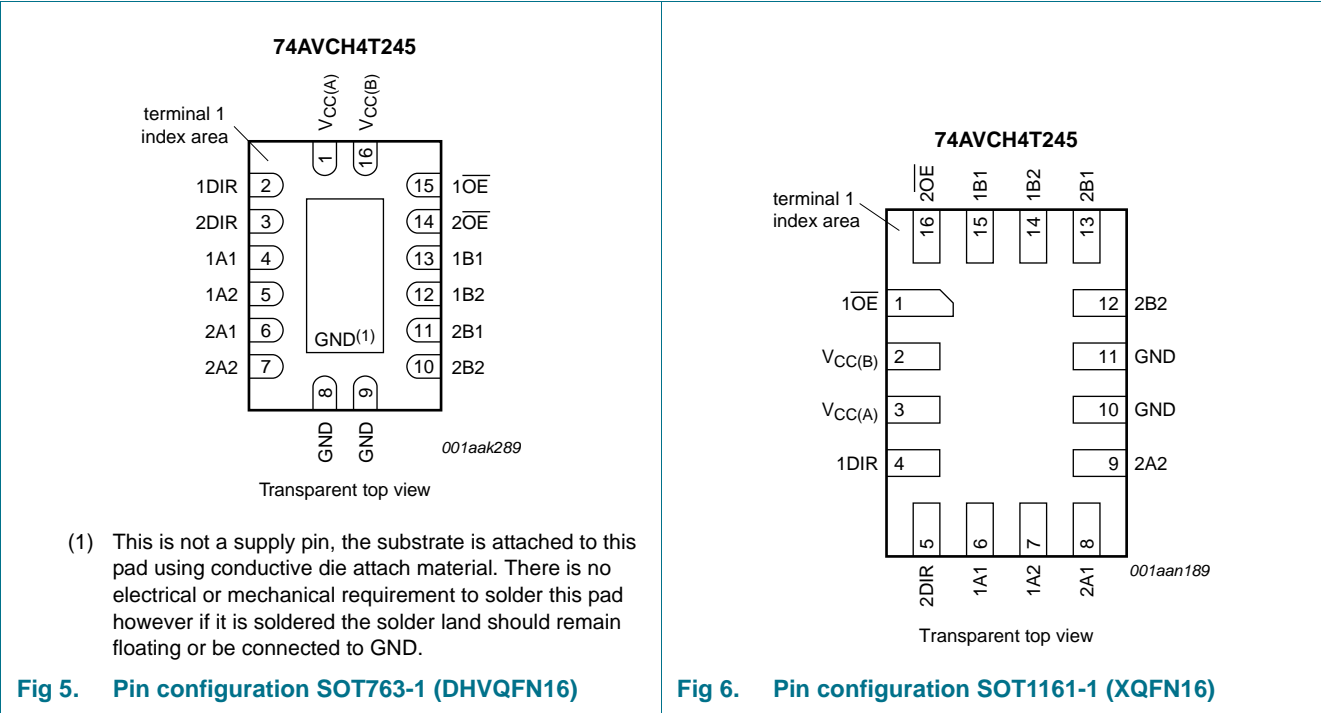 74AVCH4T245
VCC(A)
VCC(B)
terminal 1
index area
1
16
1DIR 2
15 1OE
2DIR 3
14 2OE
1A1 4
13 1B1
1A2 5
12 1B2
2A1 6
11 2B1
2A2 7
10 2B2
GND(1)
8
9
GND
GND
001aak289
Transparent top view
(1) This is not a supply pin, the substrate is attached to this
pad using conductive die attach material. There is no
electrical or mechanical requirement to solder this pad
however if it is soldered the solder land should remain
floating or be connected to GND.
Fig 5. Pin configuration SOT763-1 (DHVQFN16)
74AVCH4T245
2OE
1B1
1B2
2B1
terminal 1
index area
16
15
14
13
1OE 1
12 2B2
VCC(B) 2
11 GND
VCC(A) 3
10 GND
1DIR 4
9 2A2
5
6
7
8
2DIR
1A1
1A2
2A1
001aan189
Transparent top view
Fig 6. Pin configuration SOT1161-1 (XQFN16)